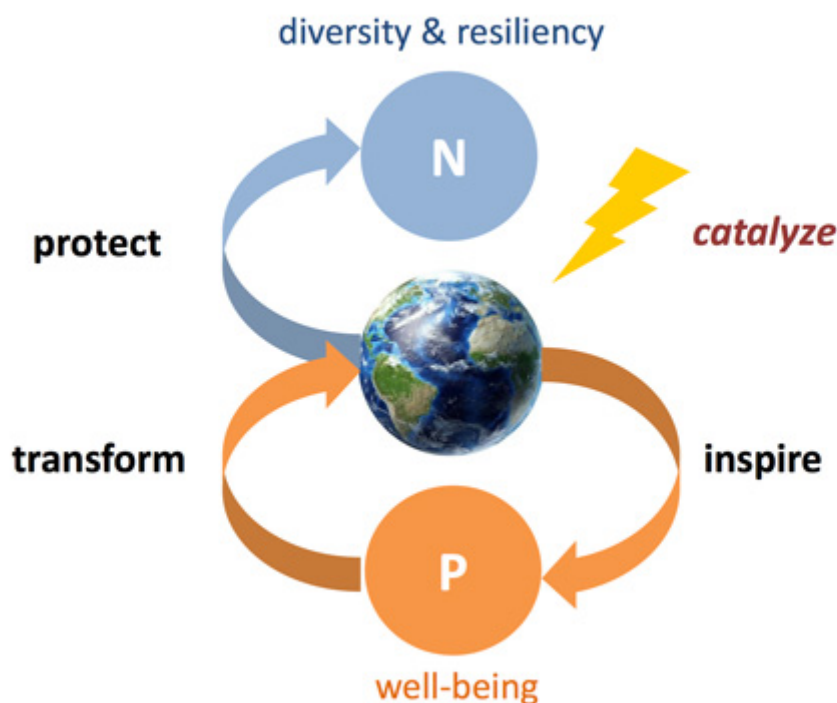 diversity & resiliency
N
protect
catalyze
transform
inspire
P
well-being